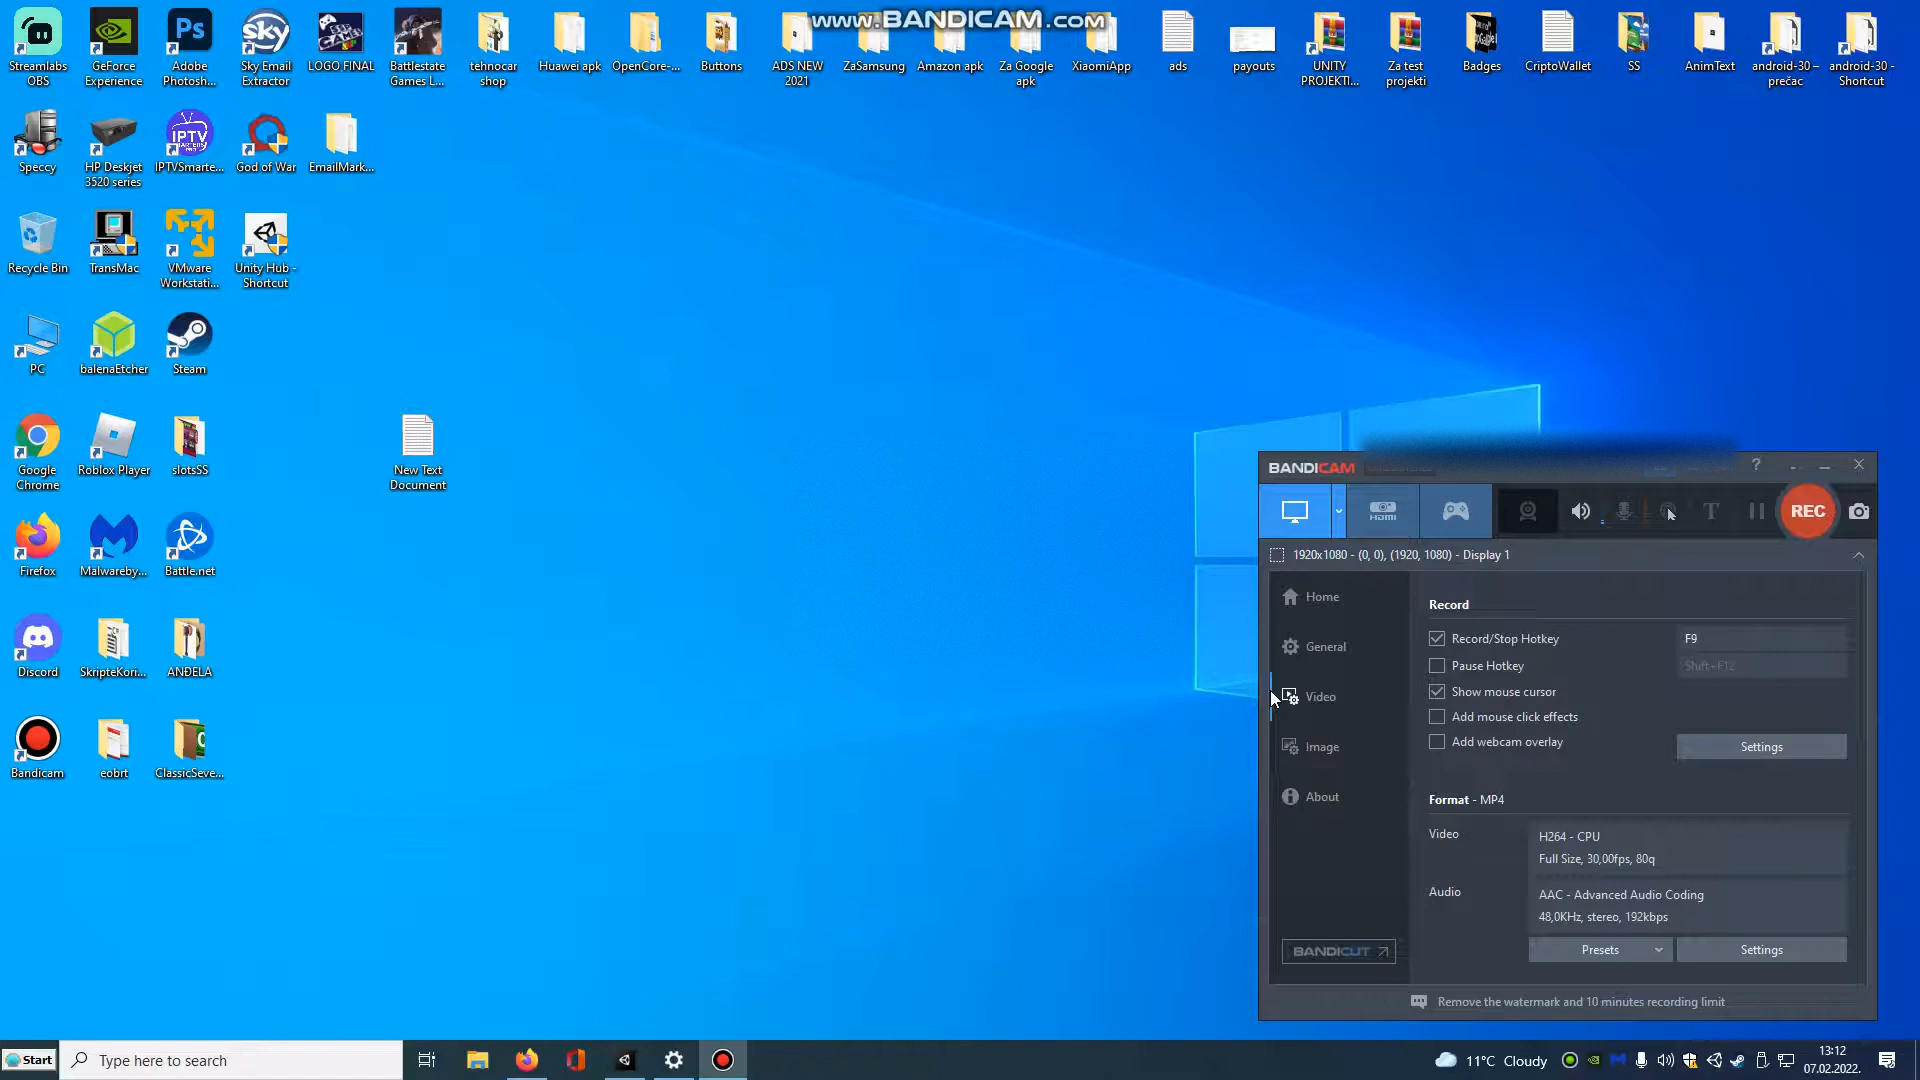 www.BANDICAM.com
Streamlabs
OBS
GeForce
Experience
Adobe
Photosh...
Sky Email
Extractor
LOGO FINAL
Battlestate
Games L...
tehnocar
shop
Huawei apk
OpenCore-...
Buttons
ADS NEW
2021
ZaSamsung
Amazon apk
Za Google
apk
XiaomiApp
ads
payouts
UNITY
PROJEKTI...
Za test
projekti
Badges
CriptoWallet
SS
AnimText
android-30 –
prečac
android-30 -
Shortcut
Speccy
HP Deskjet
3520 series
IPTVSmarte...
God of War
EmailMark...
Recycle Bin
TransMac
VMware
Workstati...
Unity Hub -
Shortcut
PC
balenaEtcher
Steam
Google
Chrome
Roblox Player
slotsSS
New Text
Document
Firefox
Malwareby...
Battle.net
Discord
SkripteKori...
ANĐELA
Bandicam
eobrt
ClassicSeve...
BANDICAM
HDMI
REC
1920x1080 - (0, 0), (1920, 1080) - Display 1
Home
General
Video
Image
About
BANDICUT
Record
Record/Stop Hotkey
F9
Pause Hotkey
Shift+F12
Show mouse cursor
Add mouse click effects
Add webcam overlay
Settings
Format - MP4
Video
H264 - CPU
Full Size, 30,00fps, 80q
Audio
AAC - Advanced Audio Coding
48,0KHz, stereo, 192kbps
Presets
Settings
Remove the watermark and 10 minutes recording limit
Start
Type here to search
11°C Cloudy
13:12
07.02.2022.